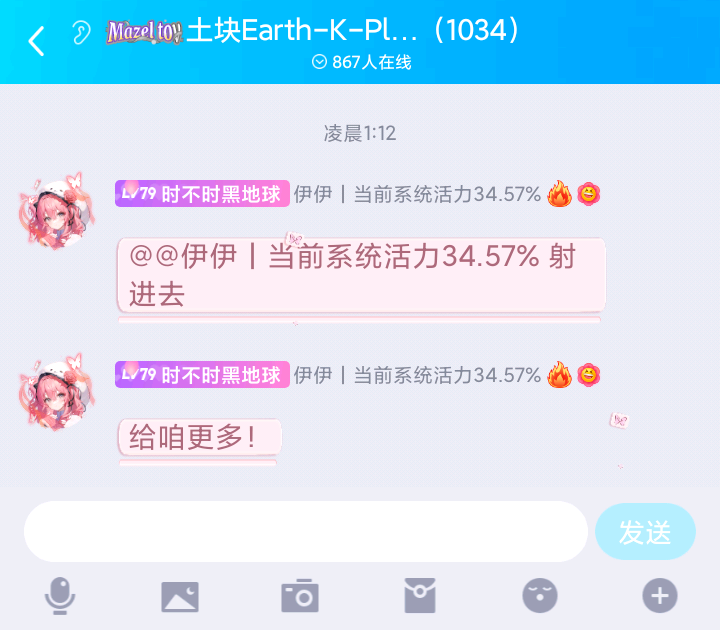 Mazel toy 土块Earth-K-Pl...（1034）
867人在线
凌晨1:12
LV79 时不时黑地球 伊伊丨当前系统活力34.57%
@@伊伊丨当前系统活力34.57% 射
进去
LV79 时不时黑地球 伊伊丨当前系统活力34.57%
给咱更多！
发送